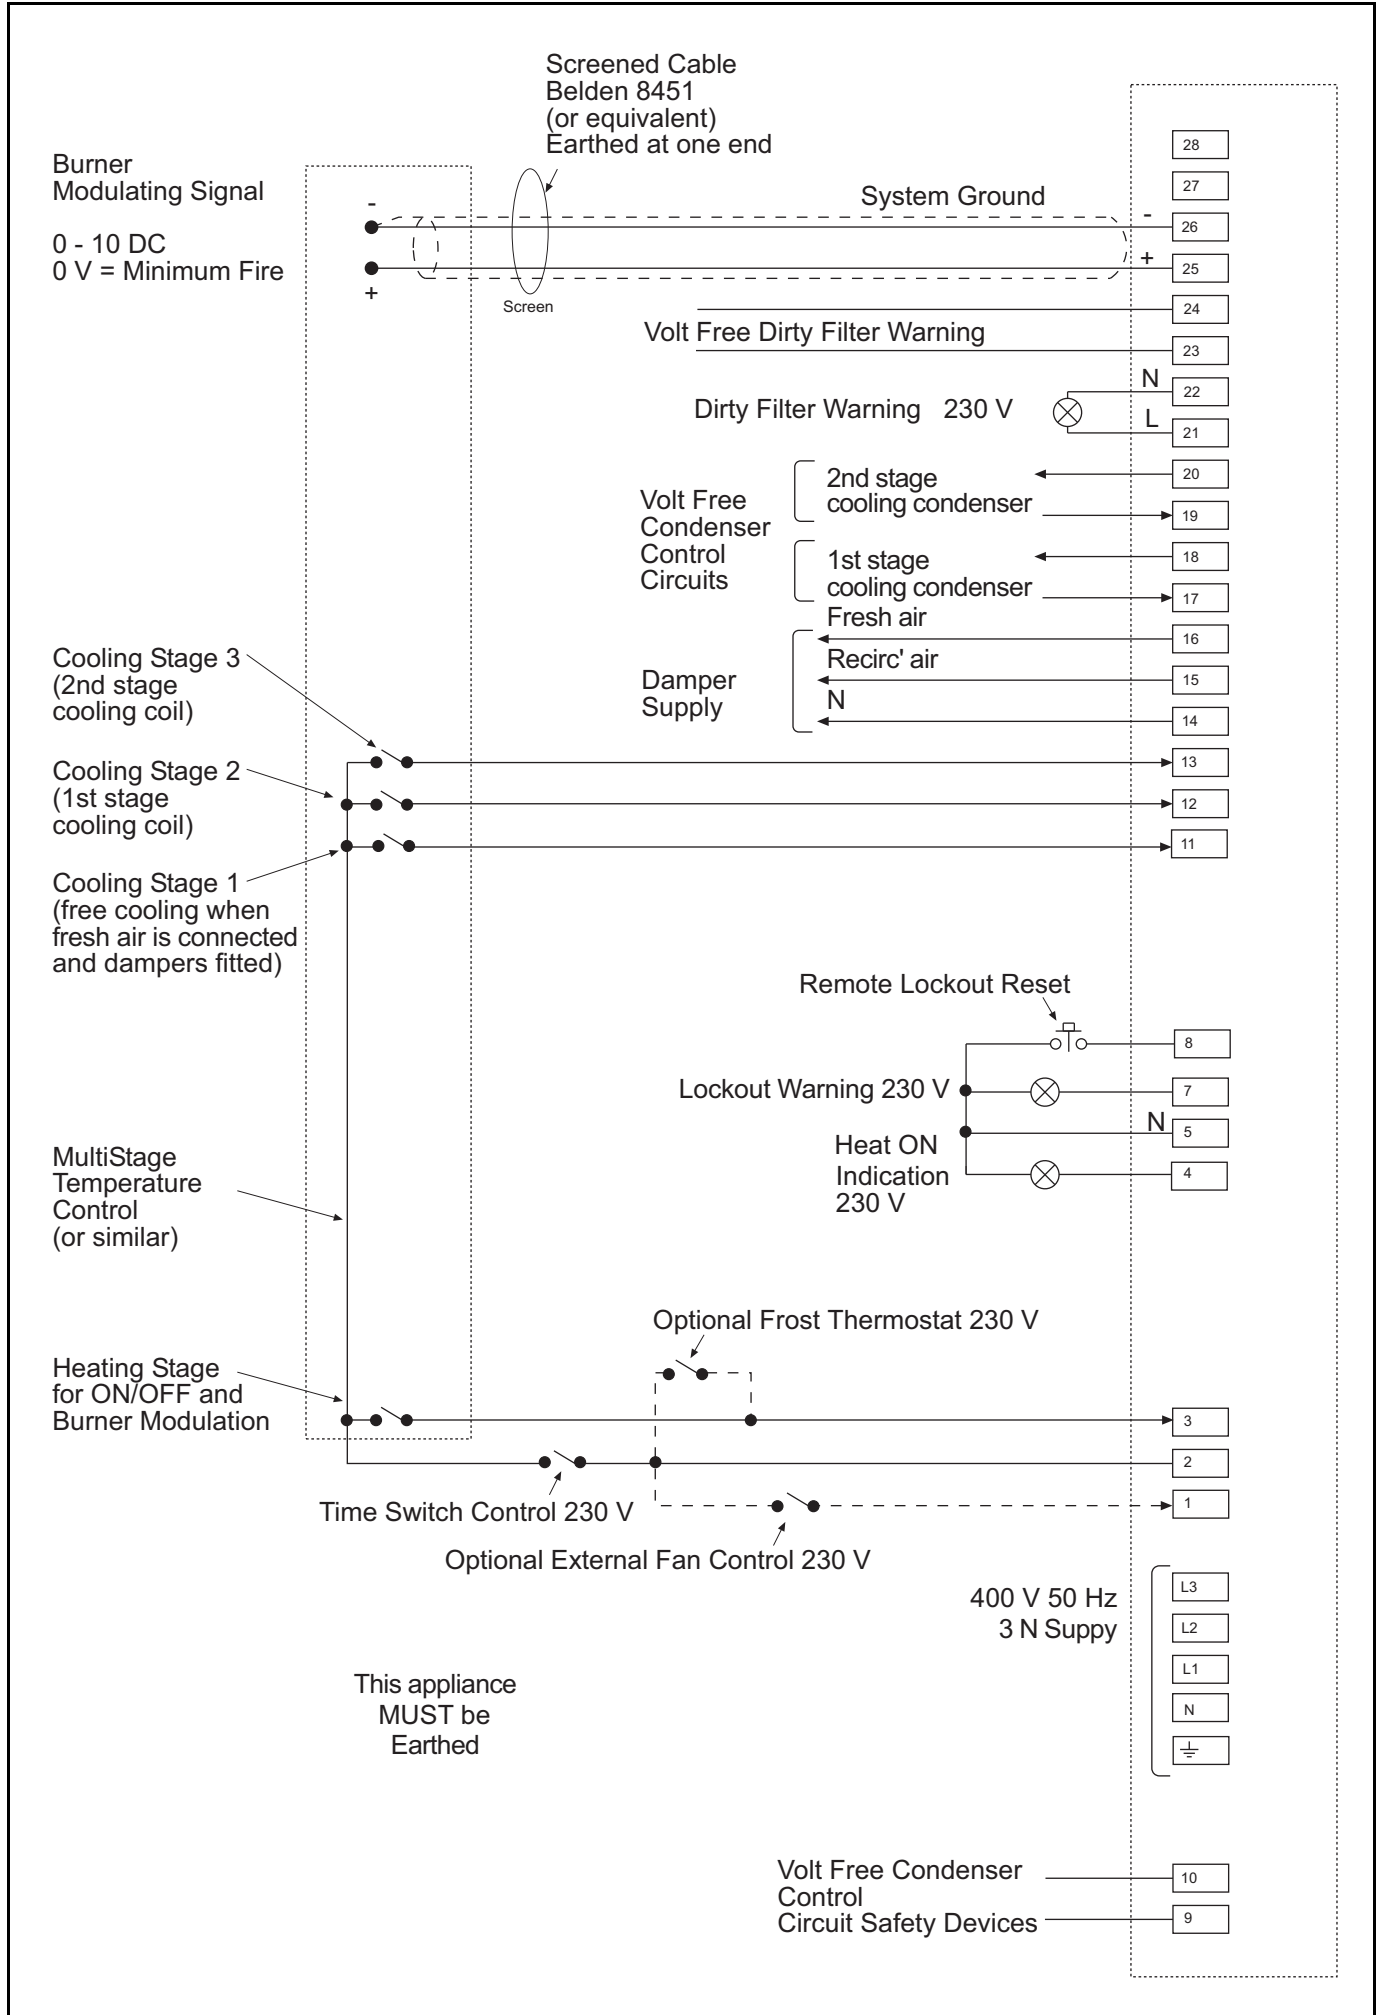 Screened Cable
Belden 8451
(or equivalent)
Earthed at one end
Burner
Modulating Signal
0 - 10 DC
0 V = Minimum Fire
-
+
Screen
System Ground
-
+
28
27
26
25
24
Volt Free Dirty Filter Warning
23
N
22
Dirty Filter Warning 230 V
L
21
Volt Free
Condenser
Control
Circuits
2nd stage
cooling condenser
20
19
1st stage
cooling condenser
18
17
Damper
Supply
Fresh air
16
Recirc' air
15
N
14
Cooling Stage 3
(2nd stage
cooling coil)
13
Cooling Stage 2
(1st stage
cooling coil)
12
11
Cooling Stage 1
(free cooling when
fresh air is connected
and dampers fitted)
Remote Lockout Reset
8
Lockout Warning 230 V
7
N
5
Heat ON
Indication
230 V
4
MultiStage
Temperature
Control
(or similar)
Optional Frost Thermostat 230 V
Heating Stage
for ON/OFF and
Burner Modulation
3
2
Time Switch Control 230 V
1
Optional External Fan Control 230 V
400 V 50 Hz
3 N Suppy
L3
L2
L1
N
This appliance
MUST be
Earthed
Volt Free Condenser
Control
Circuit Safety Devices
10
9